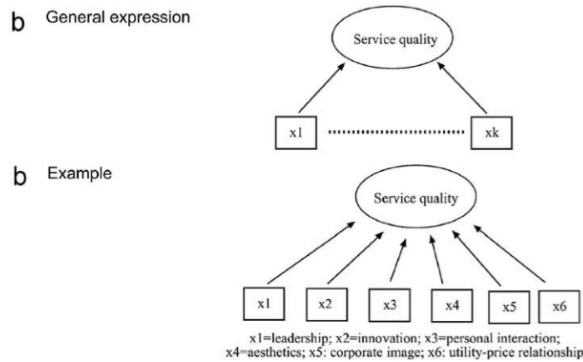 b General expression
Service quality
x1 xk
b Example
Service quality
x1 x2 x3 x4 x5 x6
x1=leadership; x2=innovation; x3=personal interaction;
x4=aesthetics; x5: corporate image; x6: utility-price relationship